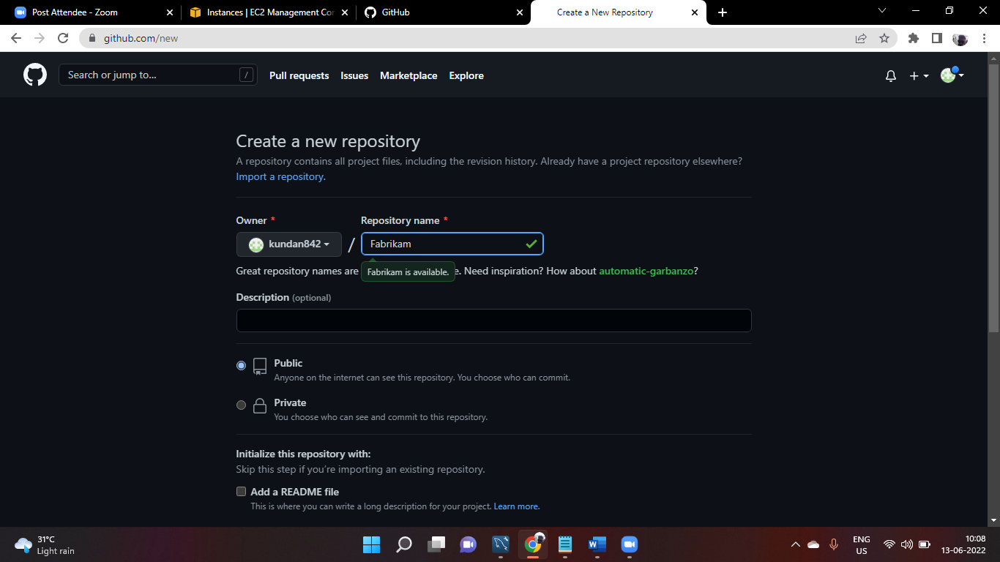 Post Attendee - Zoom
Instances | EC2 Management Con
GitHub
Create a New Repository
github.com/new
Search or jump to...
/
Pull requests
Issues
Marketplace
Explore
Create a new repository
A repository contains all project files, including the revision history. Already have a project repository elsewhere?
Import a repository.
Owner *
Repository name *
kundan842
/
Fabrikam
Great repository names are
Fabrikam is available.
e. Need inspiration? How about automatic-garbanzo?
Description (optional)
Public
Anyone on the internet can see this repository. You choose who can commit.
Private
You choose who can see and commit to this repository.
Initialize this repository with:
Skip this step if you're importing an existing repository.
Add a README file
This is where you can write a long description for your project. Learn more.
31°C
Light rain
ENG
US
10:08
13-06-2022